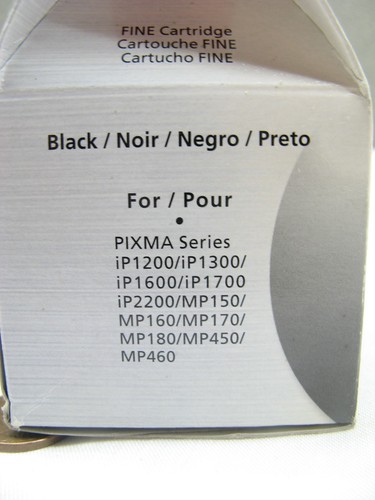 FINE Cartridge
Cartouche FINE
Cartucho FINE
Black / Noir / Negro / Preto
For / Pour
•
PIXMA Series
iP1200/iP1300/
iP1600/iP1700
iP2200/MP150/
MP160/MP170/
MP180/MP450/
MP460